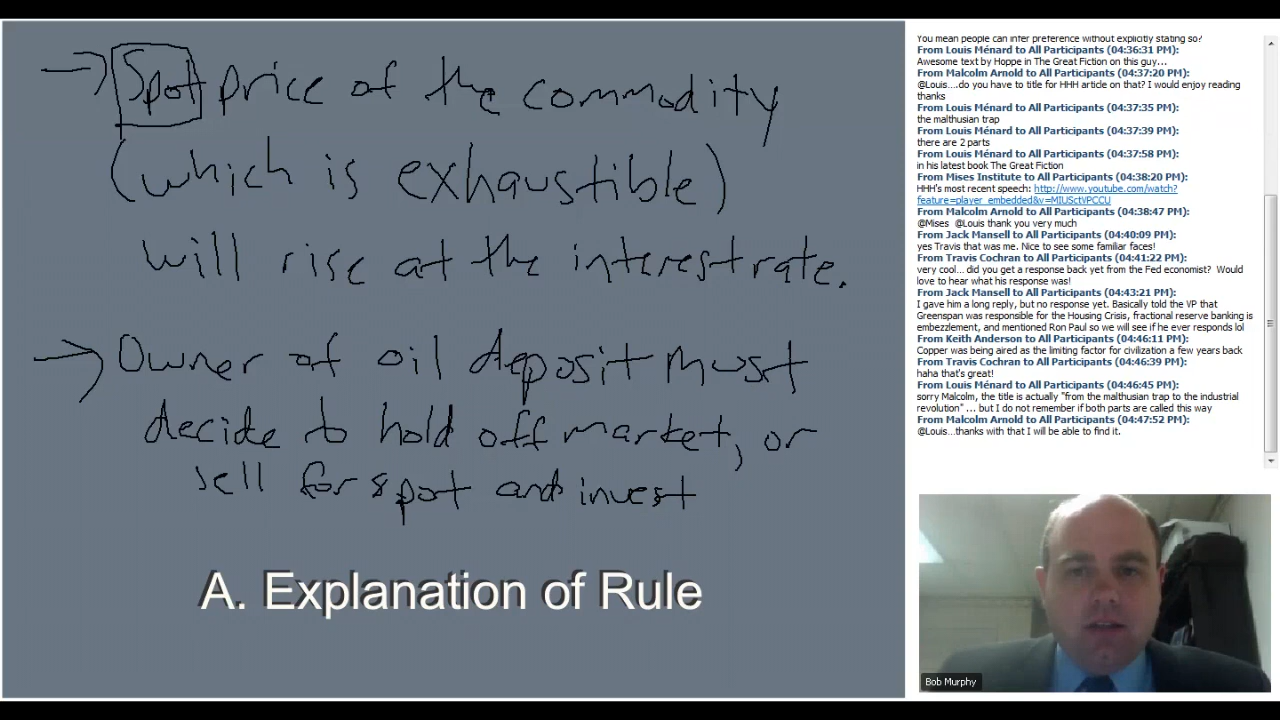 → Spot price of the commodity
(which is exhaustible)
will rise at the interest rate.
→ Owner of oil deposit must
decide to hold off market, or
sell for spot and invest
A. Explanation of Rule
You mean people can infer preference without explicitly stating so?
From Louis Ménard to All Participants (04:36:31 PM):
Awesome text by Hoppe in The Great Fiction on this guy...
From Malcolm Arnold to All Participants (04:37:20 PM):
@Louis....do you have to title for HHH article on that? I would enjoy reading
thanks
From Louis Ménard to All Participants (04:37:35 PM):
the malthusian trap
From Louis Ménard to All Participants (04:37:39 PM):
there are 2 parts
From Louis Ménard to All Participants (04:37:58 PM):
in his latest book The Great Fiction
From Mises Institute to All Participants (04:38:20 PM):
HHH's most recent speech: http://www.youtube.com/watch?
feature=player_embedded&v=MIUSctVPCCU
From Malcolm Arnold to All Participants (04:38:47 PM):
@Mises @Louis thank you very much
From Jack Mansell to All Participants (04:40:09 PM):
yes Travis that was me. Nice to see some familiar faces!
From Travis Cochran to All Participants (04:41:22 PM):
very cool... did you get a response back yet from the Fed economist? Would
love to hear what his response was!
From Jack Mansell to All Participants (04:43:21 PM):
I gave him a long reply, but no response yet. Basically told the VP that
Greenspan was responsible for the Housing Crisis, fractional reserve banking is
embezzlement, and mentioned Ron Paul so we will see if he ever responds lol
From Keith Anderson to All Participants (04:46:11 PM):
Copper was being aired as the limiting factor for civilization a few years back
From Travis Cochran to All Participants (04:46:39 PM):
haha that's great!
From Louis Ménard to All Participants (04:46:45 PM):
sorry Malcolm, the title is actually "from the malthusian trap to the industrial
revolution" ... but I do not remember if both parts are called this way
From Malcolm Arnold to All Participants (04:47:52 PM):
@Louis...thanks with that I will be able to find it.
Bob Murphy